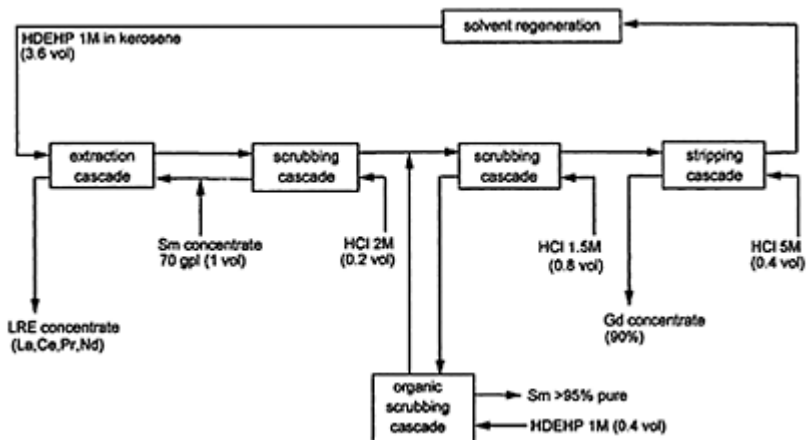 solvent regeneration
HDEHP 1M in kerosene
(3.6 vol)
extraction
cascade
scrubbing
cascade
scrubbing
cascade
stripping
cascade
Sm concentrate
70 gpl (1 vol)
HCl 2M
(0.2 vol)
HCl 1.5M
(0.8 vol)
HCl 5M
(0.4 vol)
LRE concentrate
(La,Ce,Pr,Nd)
Gd concentrate
(90%)
organic
scrubbing
cascade
Sm >95% pure
HDEHP 1M (0.4 vol)